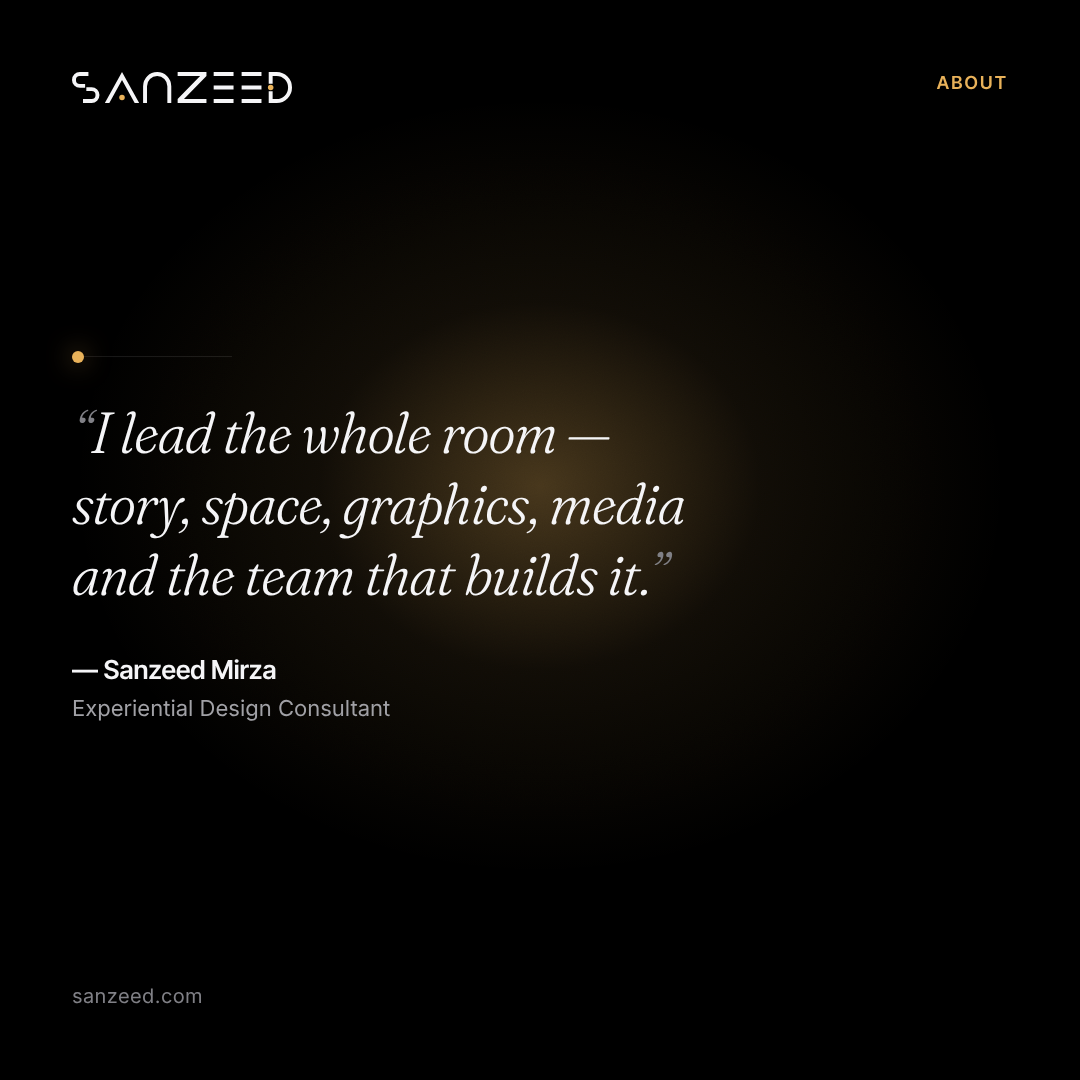 SANZEED
ABOUT
“I lead the whole room —
story, space, graphics, media
and the team that builds it.”
— Sanzeed Mirza
Experiential Design Consultant
sanzeed.com